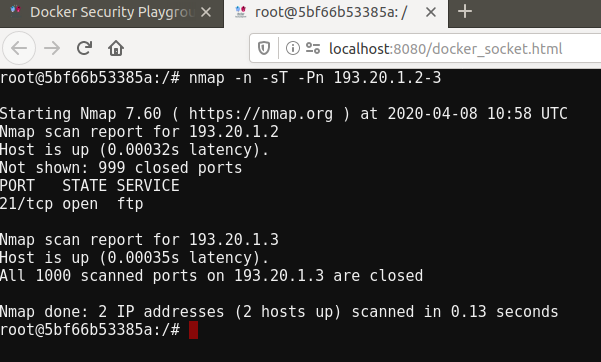 Docker Security Playgrou
root@5bf66b53385a: /
localhost:8080/docker_socket.html
root@5bf66b53385a:/# nmap -n -sT -Pn 193.20.1.2-3
Starting Nmap 7.60 ( https://nmap.org ) at 2020-04-08 10:58 UTC
Nmap scan report for 193.20.1.2
Host is up (0.00032s latency).
Not shown: 999 closed ports
PORT   STATE SERVICE
21/tcp open  ftp
Nmap scan report for 193.20.1.3
Host is up (0.00035s latency).
All 1000 scanned ports on 193.20.1.3 are closed
Nmap done: 2 IP addresses (2 hosts up) scanned in 0.13 seconds
root@5bf66b53385a:/#